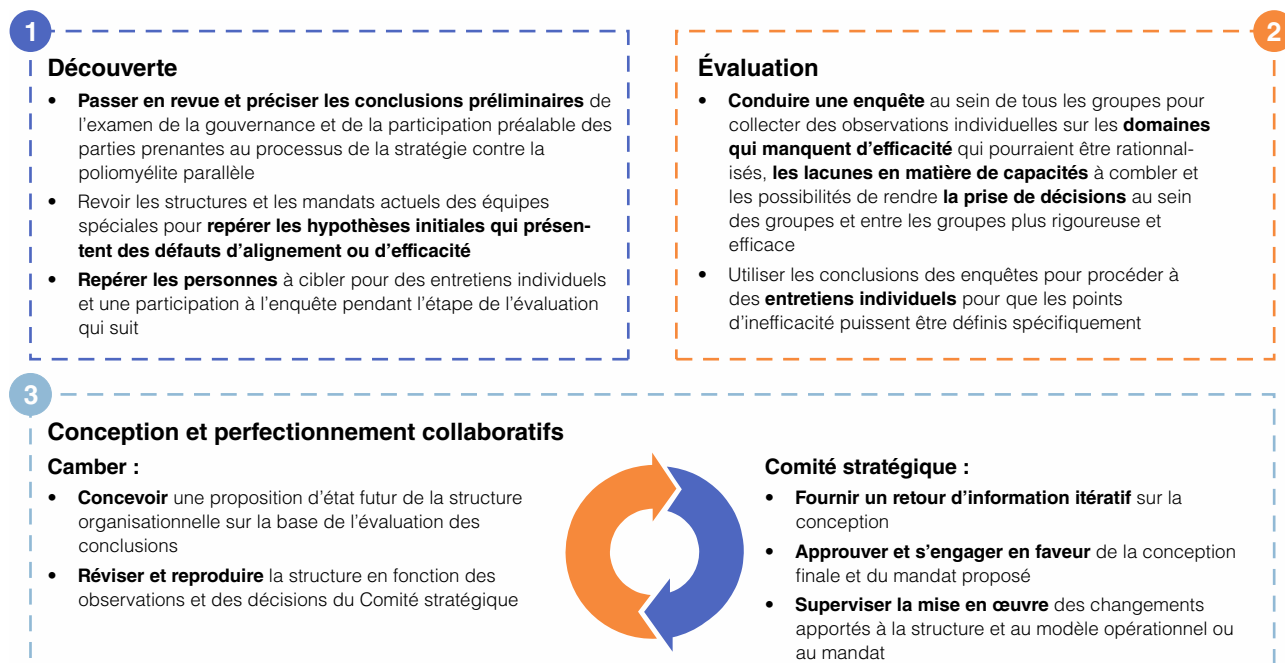 1
Découverte
• Passer en revue et préciser les conclusions préliminaires de
l'examen de la gouvernance et de la participation préalable des
parties prenantes au processus de la stratégie contre la
poliomyélite parallèle
• Revoir les structures et les mandats actuels des équipes
spéciales pour repérer les hypothèses initiales qui présen-
tent des défauts d'alignement ou d'efficacité
• Repérer les personnes à cibler pour des entretiens individuels
et une participation à l'enquête pendant l'étape de l'évaluation
qui suit
2
Évaluation
• Conduire une enquête au sein de tous les groupes pour
collecter des observations individuelles sur les domaines
qui manquent d'efficacité qui pourraient être rationnal-
isés, les lacunes en matière de capacités à combler et
les possibilités de rendre la prise de décisions au sein
des groupes et entre les groupes plus rigoureuse et
efficace
• Utiliser les conclusions des enquêtes pour procéder à
des entretiens individuels pour que les points
d'inefficacité puissent être définis spécifiquement
3
Conception et perfectionnement collaboratifs
Camber :
• Concevoir une proposition d'état futur de la structure
organisationnelle sur la base de l'évaluation des
conclusions
• Réviser et reproduire la structure en fonction des
observations et des décisions du Comité stratégique
Comité stratégique :
• Fournir un retour d'information itératif sur la
conception
• Approuver et s'engager en faveur de la conception
finale et du mandat proposé
• Superviser la mise en œuvre des changements
apportés à la structure et au modèle opérationnel ou
au mandat